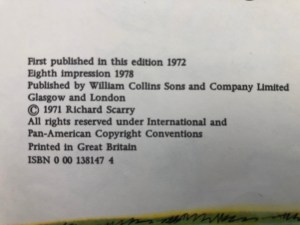 First published in this edition 1972
Eighth impression 1978
Published by William Collins Sons and Company Limited
Glasgow and London
© 1971 Richard Scarry
All rights reserved under International and
Pan-American Copyright Conventions
Printed in Great Britain
ISBN 0 00 138147 4